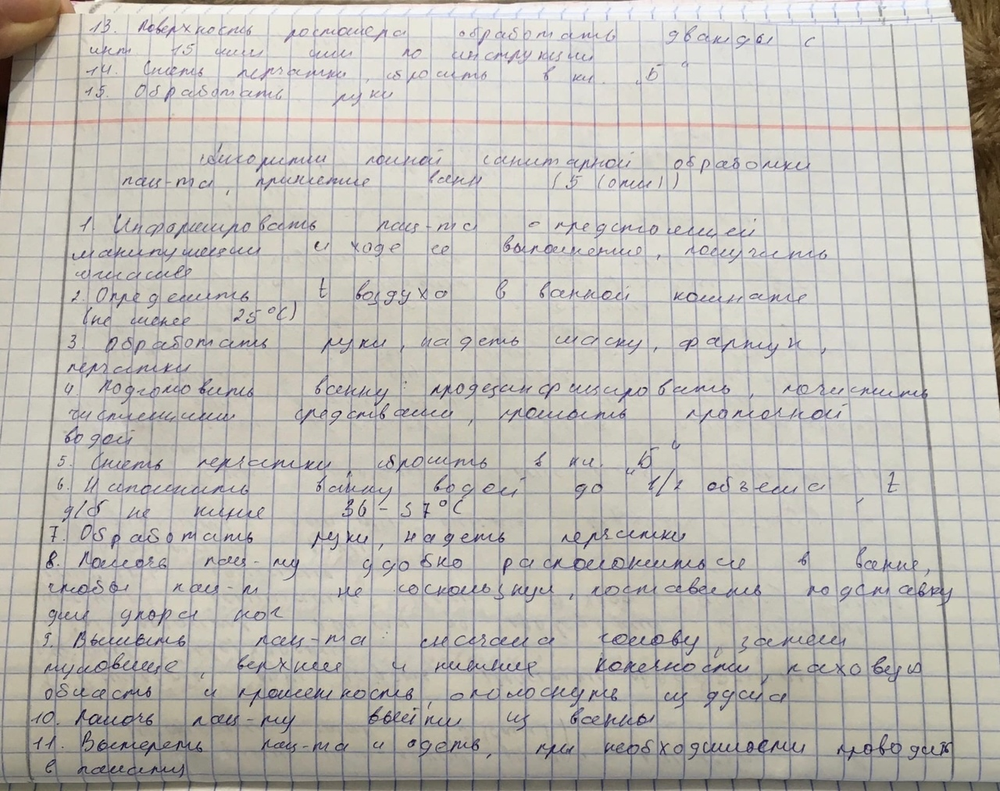 13. Поверхность ростомера обработать дважды с
инт 15 мин или по инструкции
14. Снять перчатки, сбросить в кл. „Б“
15. Обработать руки
Алгоритм полной санитарной обработки
пац-та, принятие ванн (5
1. Информировать пац-та о предстоящей
манипуляции и ходе ее выполнения, получить
согласие
2. Определить t воздуха в ванной комнате
(не менее 25°C)
3. Обработать руки, надеть маску, фартук,
перчатки
4. Подготовить ванну: продезинфицировать, почистить
чистящими средствами, промыть проточной
водой
5. Снять перчатки, сбросить в кл. „Б“
6. Наполнить ванну водой до 1/2 объема, t
д/б не ниже 36 - 37°C
7. Обработать руки, надеть перчатки
8. Помочь пац-ту удобно расположиться в ванне,
чтобы пац-т не соскользнул, поставить подставку
для упора ног
9. Вымыть пац-та: сначала голову, затем
туловище, верхние и нижние конечности, паховую
область и промежность, ополоснуть из душа
10. Помочь пац-ту выйти из ванны
11. Вытереть пац-та и одеть, при необходимости проводить
в палату